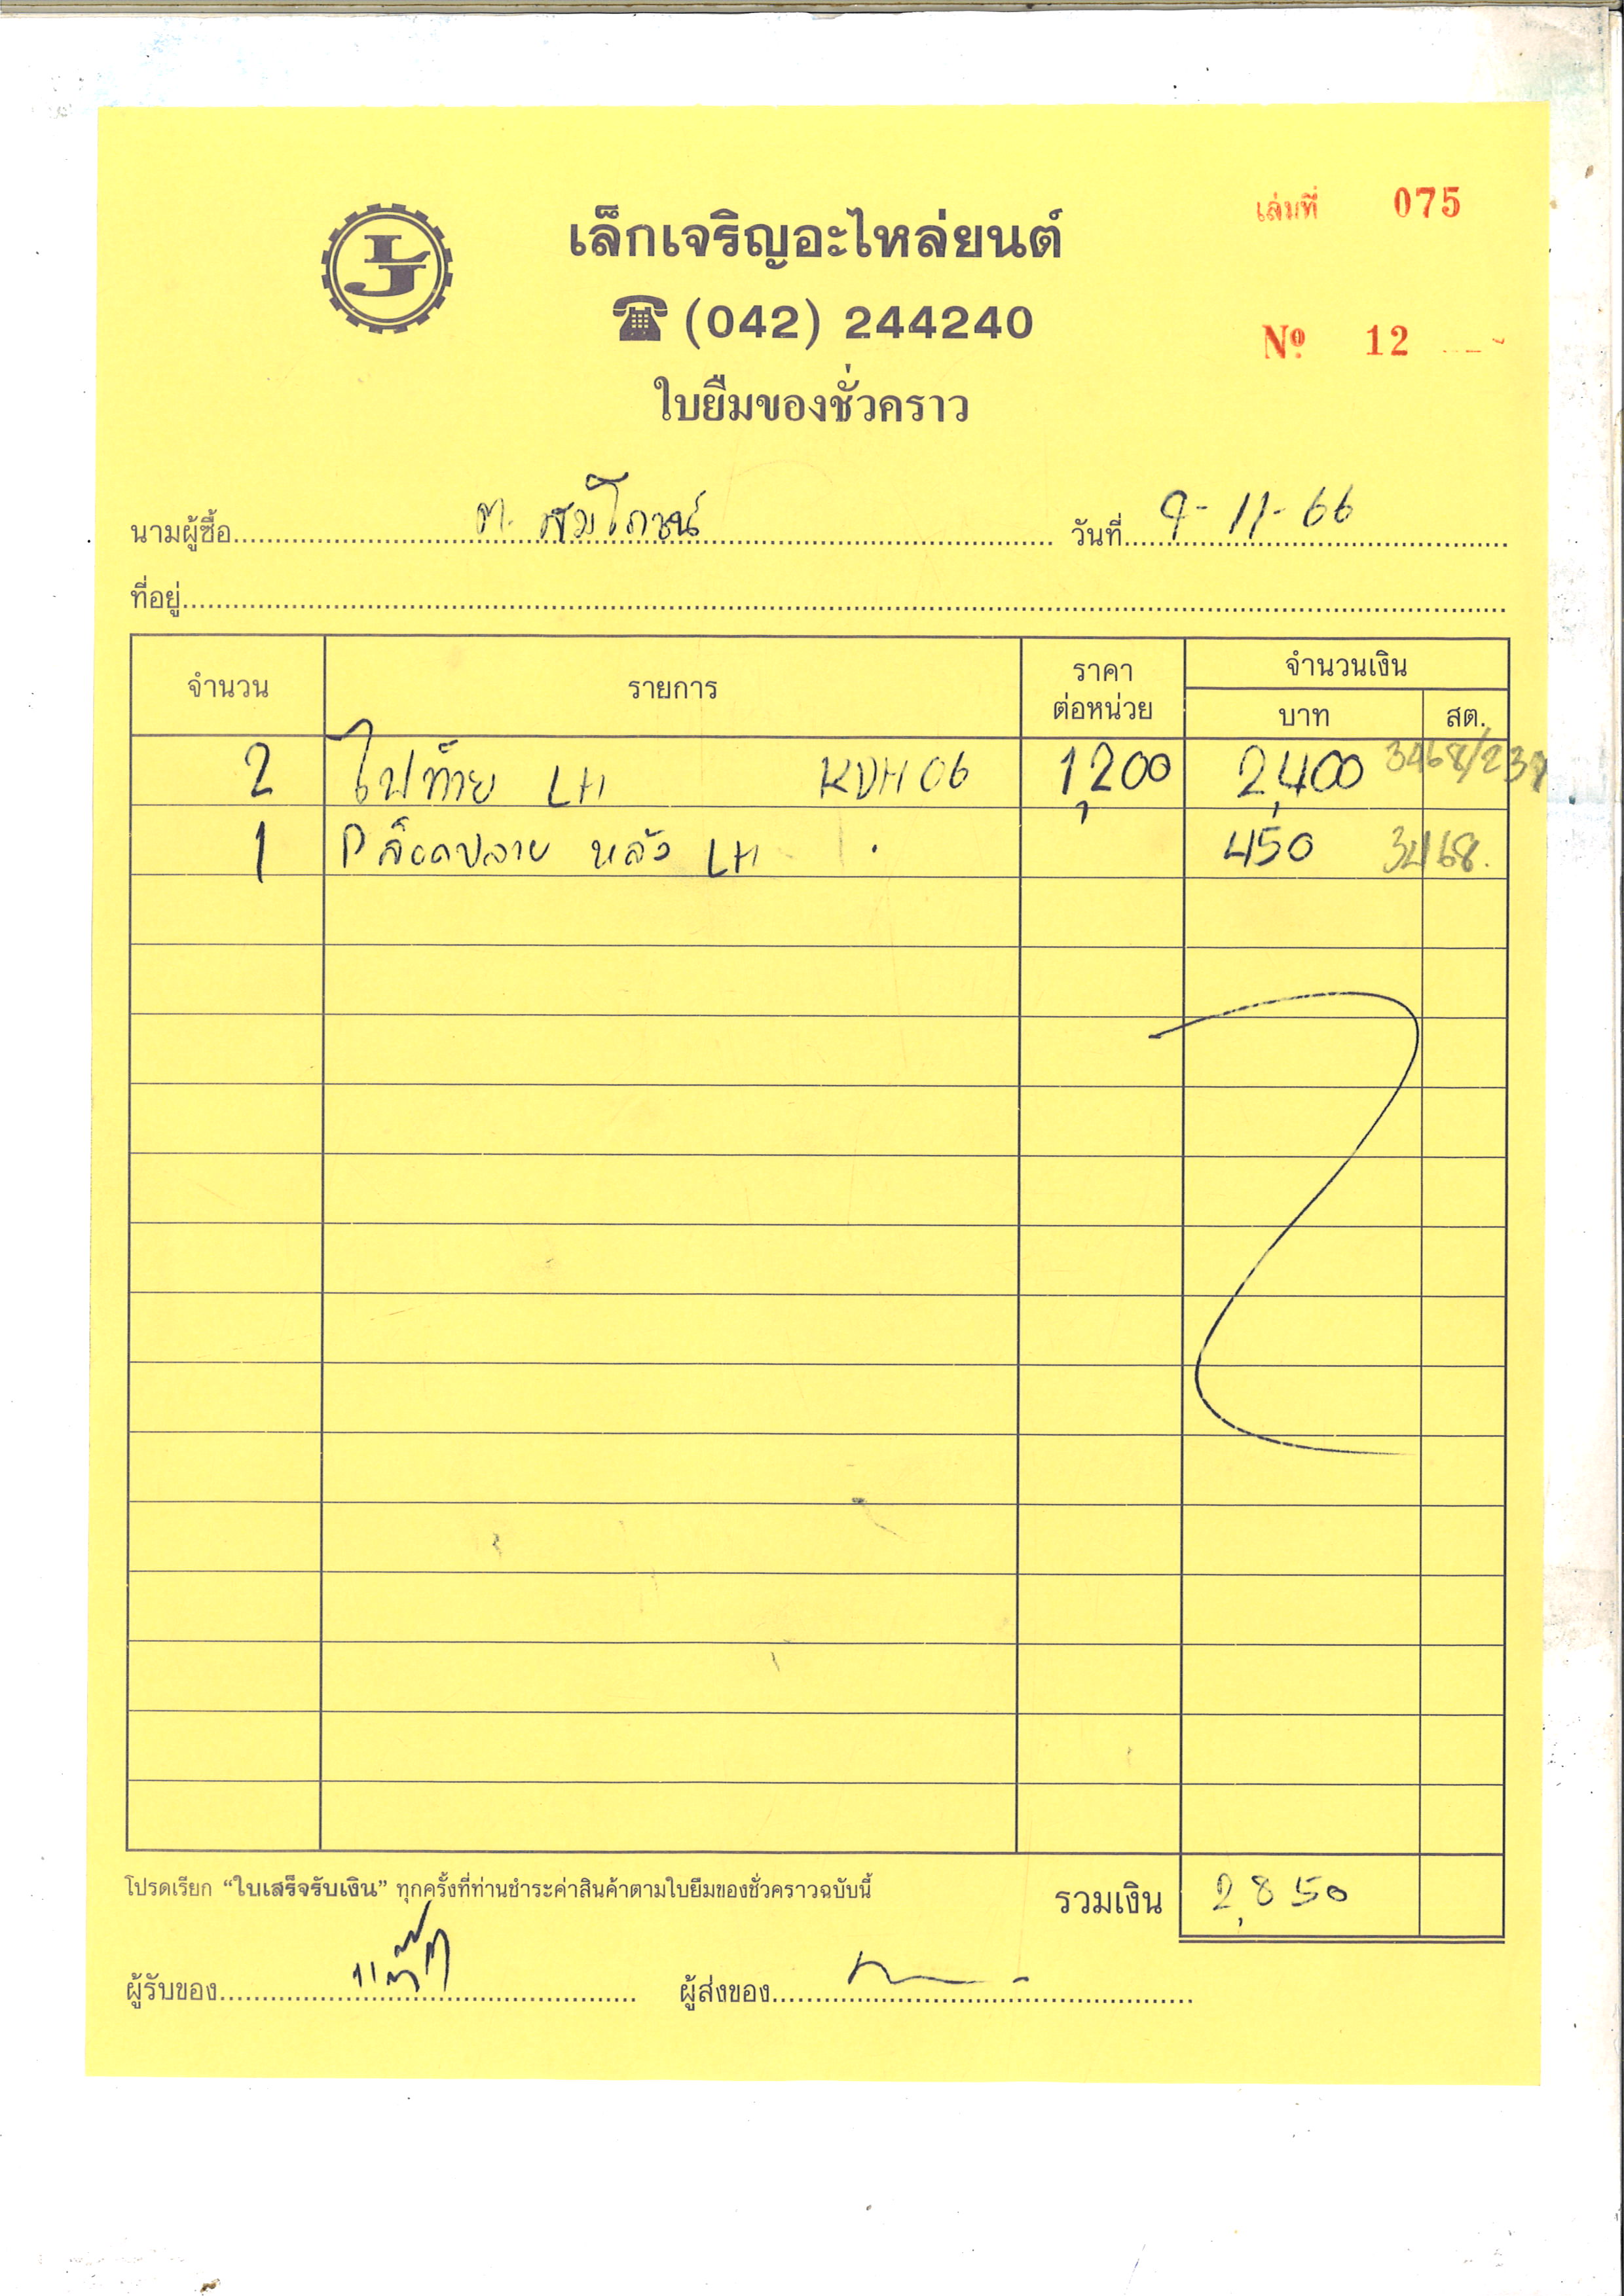 เล่มที่ 075
LJ
เล็กเจริญอะไหล่ยนต์
☎ (042) 244240
Nº 12
ใบยืมของชั่วคราว
นามผู้ซื้อ ท. สมโภชน์ วันที่ 9-11-66
ที่อยู่
จำนวน รายการ ราคาต่อหน่วย จำนวนเงิน
บาท สต.
2 ไฟท้าย LH KDH06 1,200 2,400 3468/239
1 Pล็อคปลาย หลัง LH 450 3468.
โปรดเรียก “ใบเสร็จรับเงิน” ทุกครั้งที่ท่านชำระค่าสินค้าตามใบยืมของชั่วคราวฉบับนี้ รวมเงิน 2,850
ผู้รับของ ผู้ส่งของ